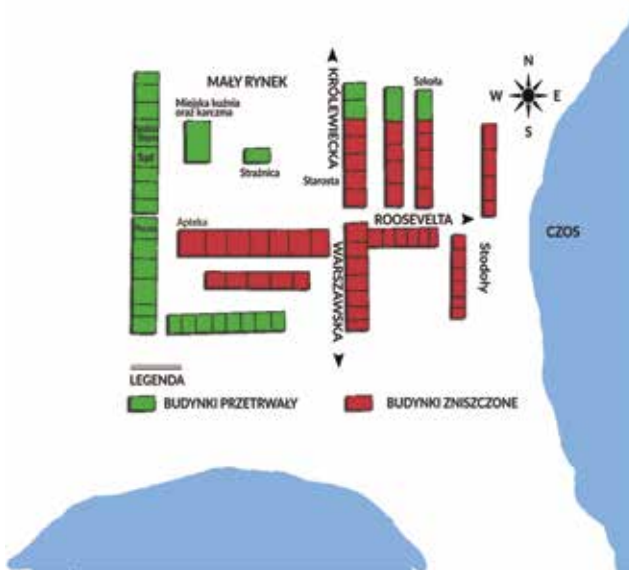 MAŁY RYNEK
Miejska kuźnia
oraz karczma
Strażnica
KRÓLEWIECKA
Szkoła
Starosta
N
W
E
S
Sąd
Apteka
ROOSEVELTA
WARSZAWSKA
Stodoły
CZOS
LEGENDA
BUDYNKI PRZETRWAŁY
BUDYNKI ZNISZCZONE